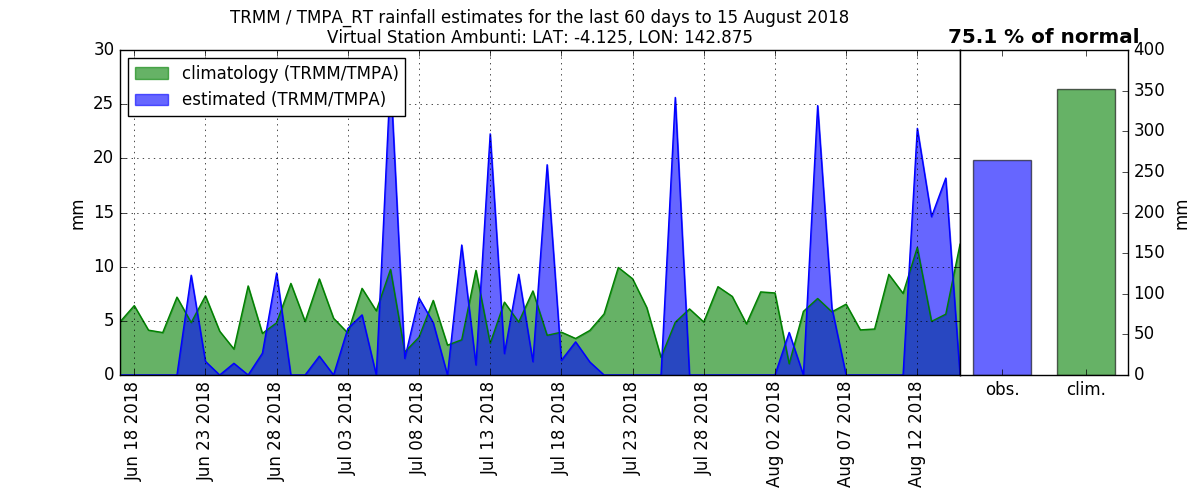 TRMM / TMPA_RT rainfall estimates for the last 60 days to 15 August 2018
Virtual Station Ambunti: LAT: -4.125, LON: 142.875
75.1 % of normal
climatology (TRMM/TMPA)
estimated (TRMM/TMPA)
30
25
20
15
10
5
0
mm
Jun 18 2018
Jun 23 2018
Jun 28 2018
Jul 03 2018
Jul 08 2018
Jul 13 2018
Jul 18 2018
Jul 23 2018
Jul 28 2018
Aug 02 2018
Aug 07 2018
Aug 12 2018
obs.
clim.
400
350
300
250
200
150
100
50
0
mm